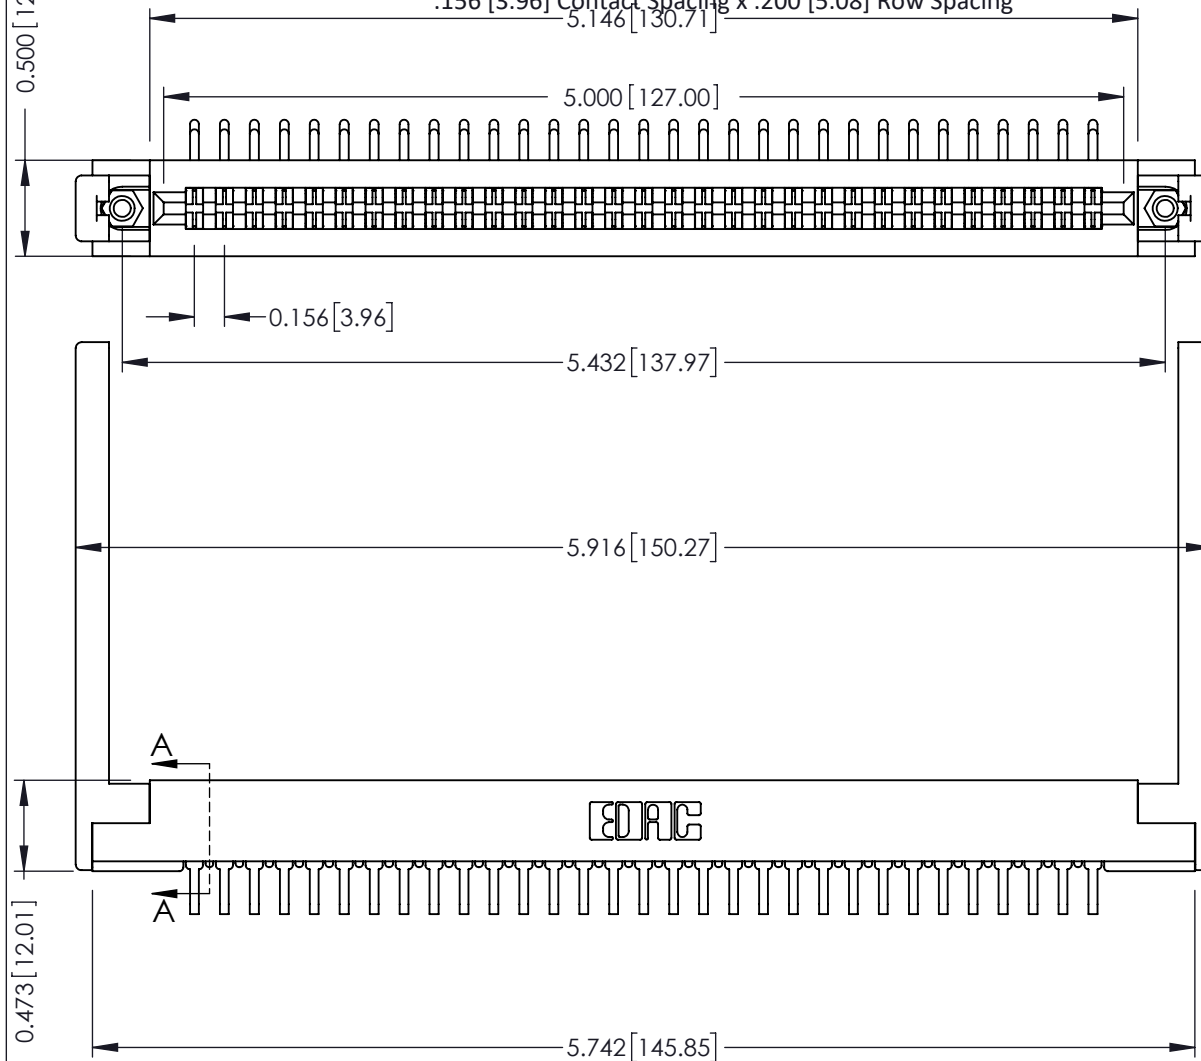 .156 [3.96] Contact Spacing x .200 [5.08] Row Spacing
5.146 [130.71]
0.500
5.000 [127.00]
0.156 [3.96]
5.432 [137.97]
5.916 [150.27]
A
EDAC
A
0.473 [12.01]
5.742 [145.85]